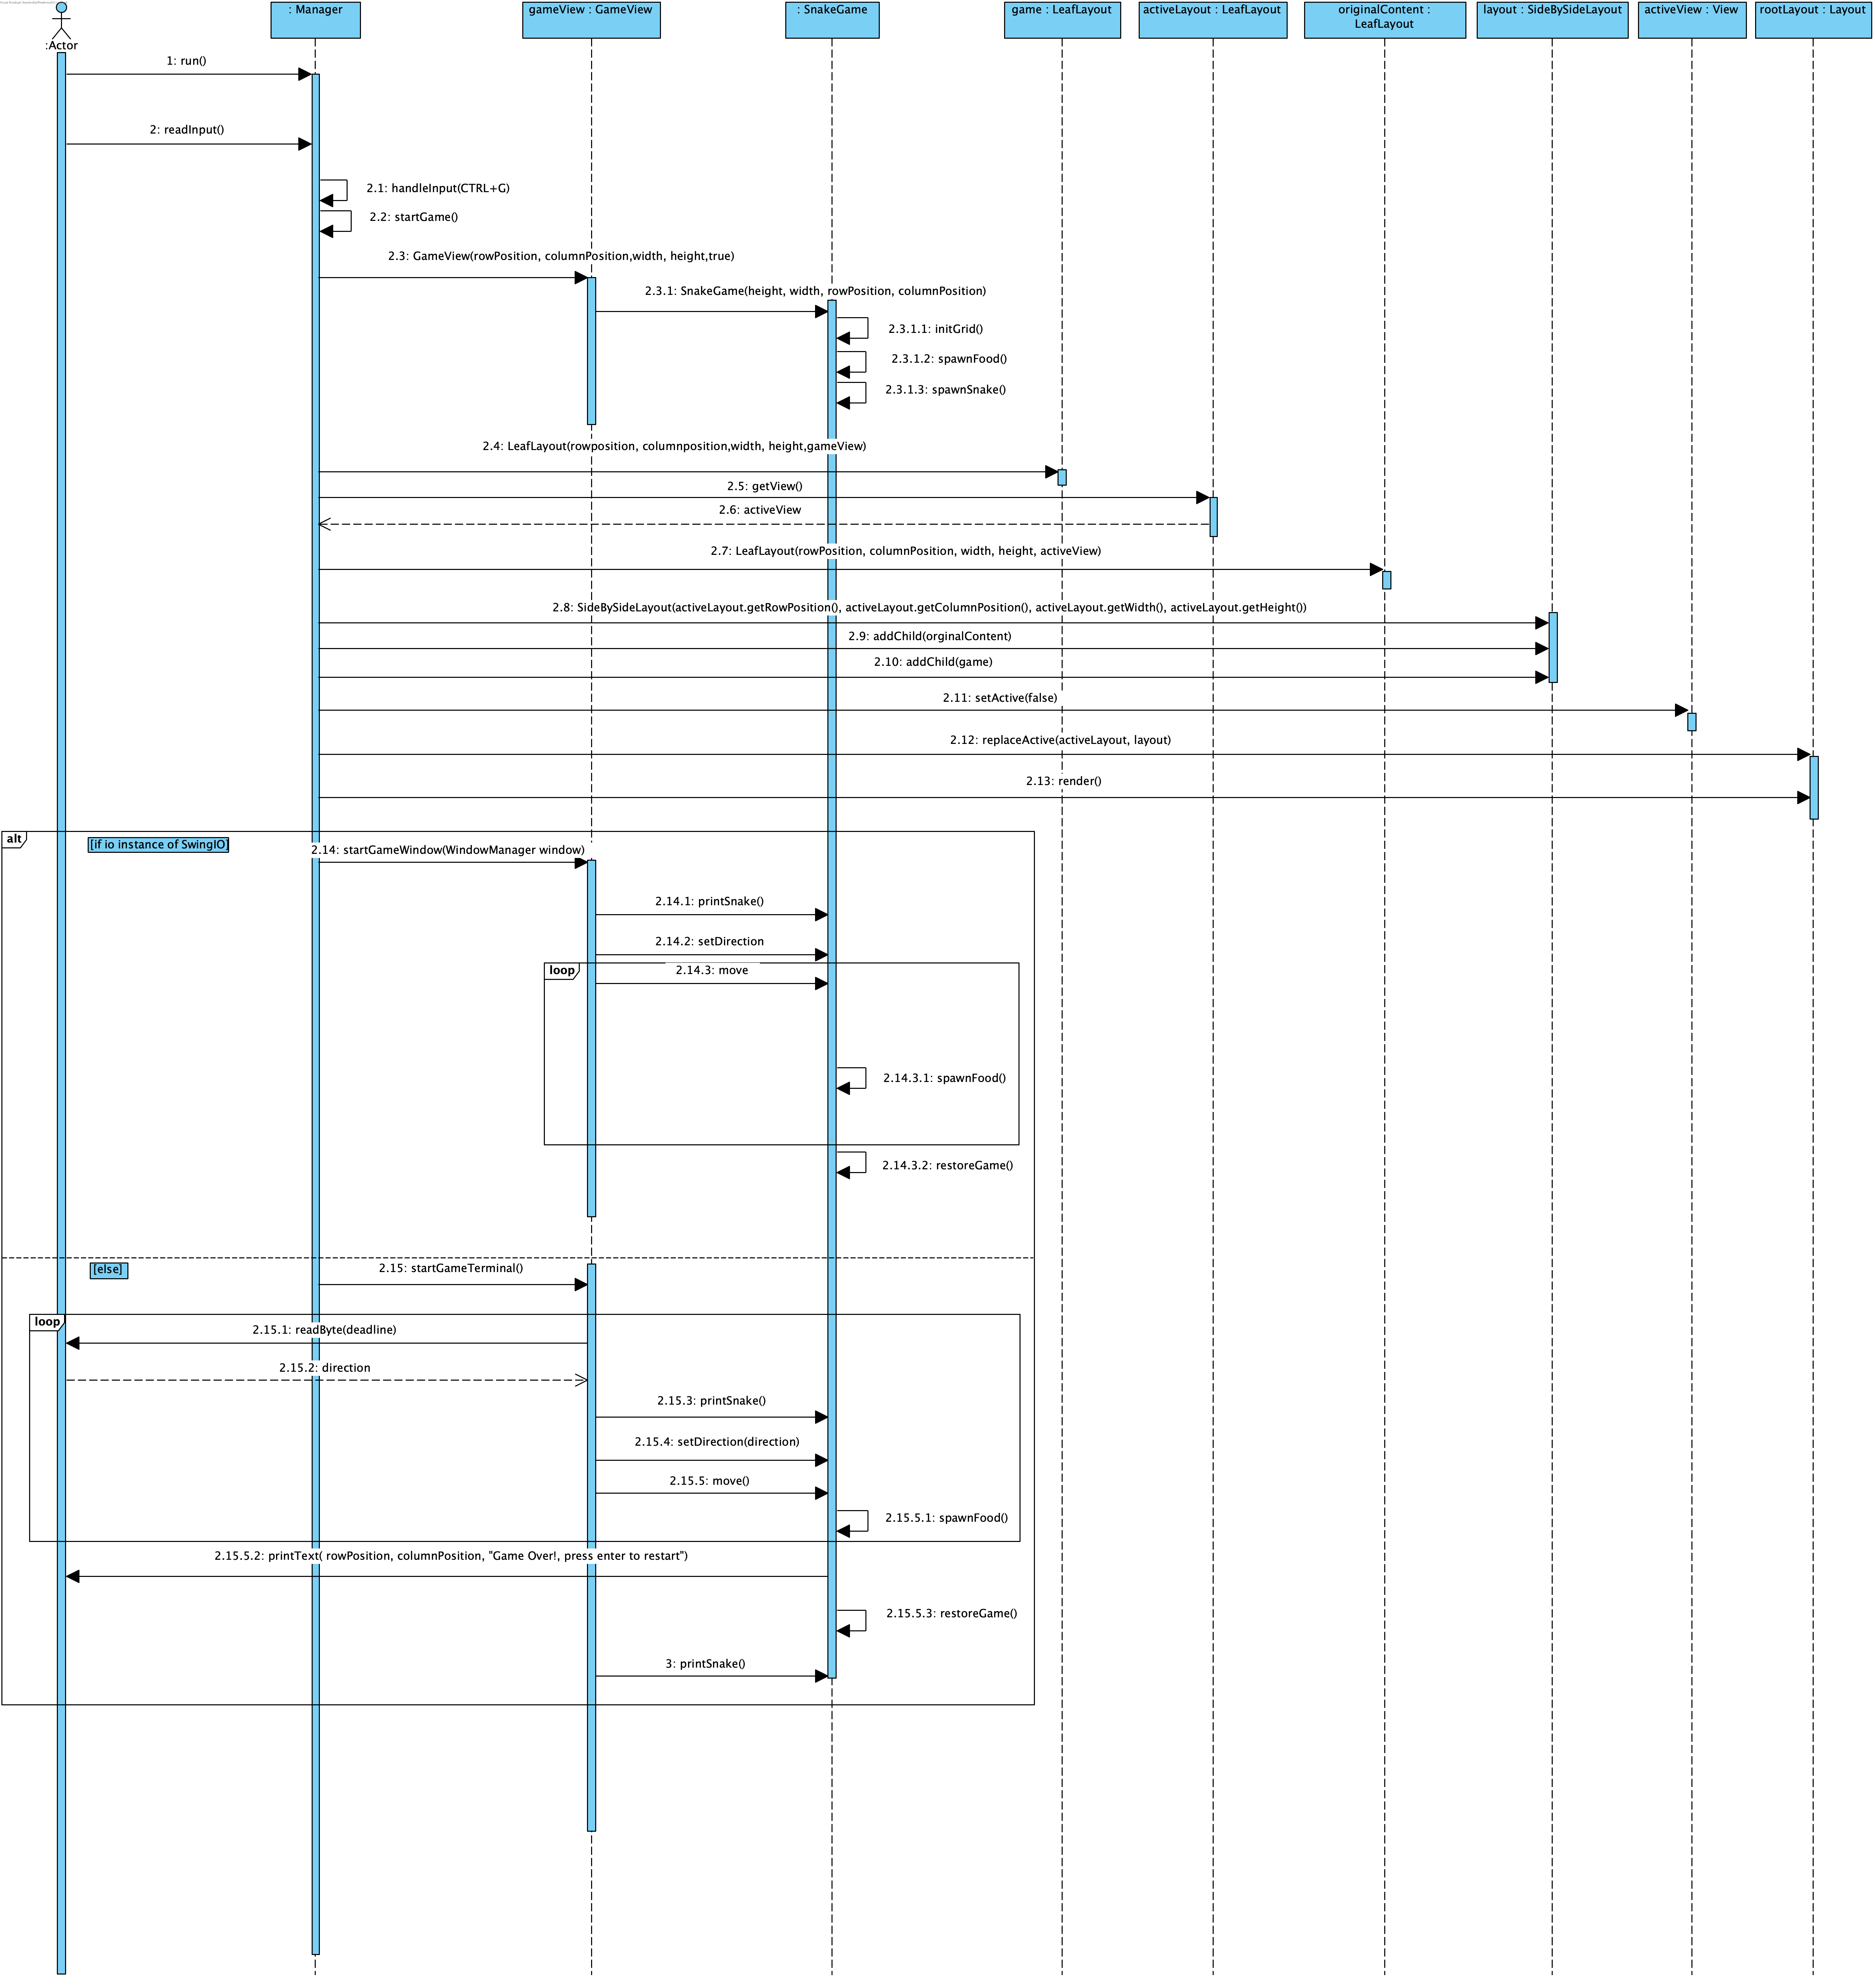 :Actor
: Manager
gameView : GameView
: SnakeGame
game : LeafLayout
activeLayout : LeafLayout
originalContent :
LeafLayout
layout : SideBySideLayout
activeView : View
rootLayout : Layout
1: run()
2: readInput()
2.1: handleInput(CTRL+G)
2.2: startGame()
2.3: GameView(rowPosition, columnPosition,width, height,true)
2.3.1: SnakeGame(height, width, rowPosition, columnPosition)
2.3.1.1: initGrid()
2.3.1.2: spawnFood()
2.3.1.3: spawnSnake()
2.4: LeafLayout(rowposition, columnposition,width, height,gameView)
2.5: getView()
2.6: activeView
2.7: LeafLayout(rowPosition, columnPosition, width, height, activeView)
2.8: SideBySideLayout(activeLayout.getRowPosition(), activeLayout.getColumnPosition(), activeLayout.getWidth(), activeLayout.getHeight())
2.9: addChild(orginalContent)
2.10: addChild(game)
2.11: setActive(false)
2.12: replaceActive(activeLayout, layout)
2.13: render()
alt
[if io instance of SwingIO]
2.14: startGameWindow(WindowManager window)
2.14.1: printSnake()
2.14.2: setDirection
loop
2.14.3: move
2.14.3.1: spawnFood()
2.14.3.2: restoreGame()
[else]
2.15: startGameTerminal()
loop
2.15.1: readByte(deadline)
2.15.2: direction
2.15.3: printSnake()
2.15.4: setDirection(direction)
2.15.5: move()
2.15.5.1: spawnFood()
2.15.5.2: printText( rowPosition, columnPosition, "Game Over!, press enter to restart")
2.15.5.3: restoreGame()
3: printSnake()